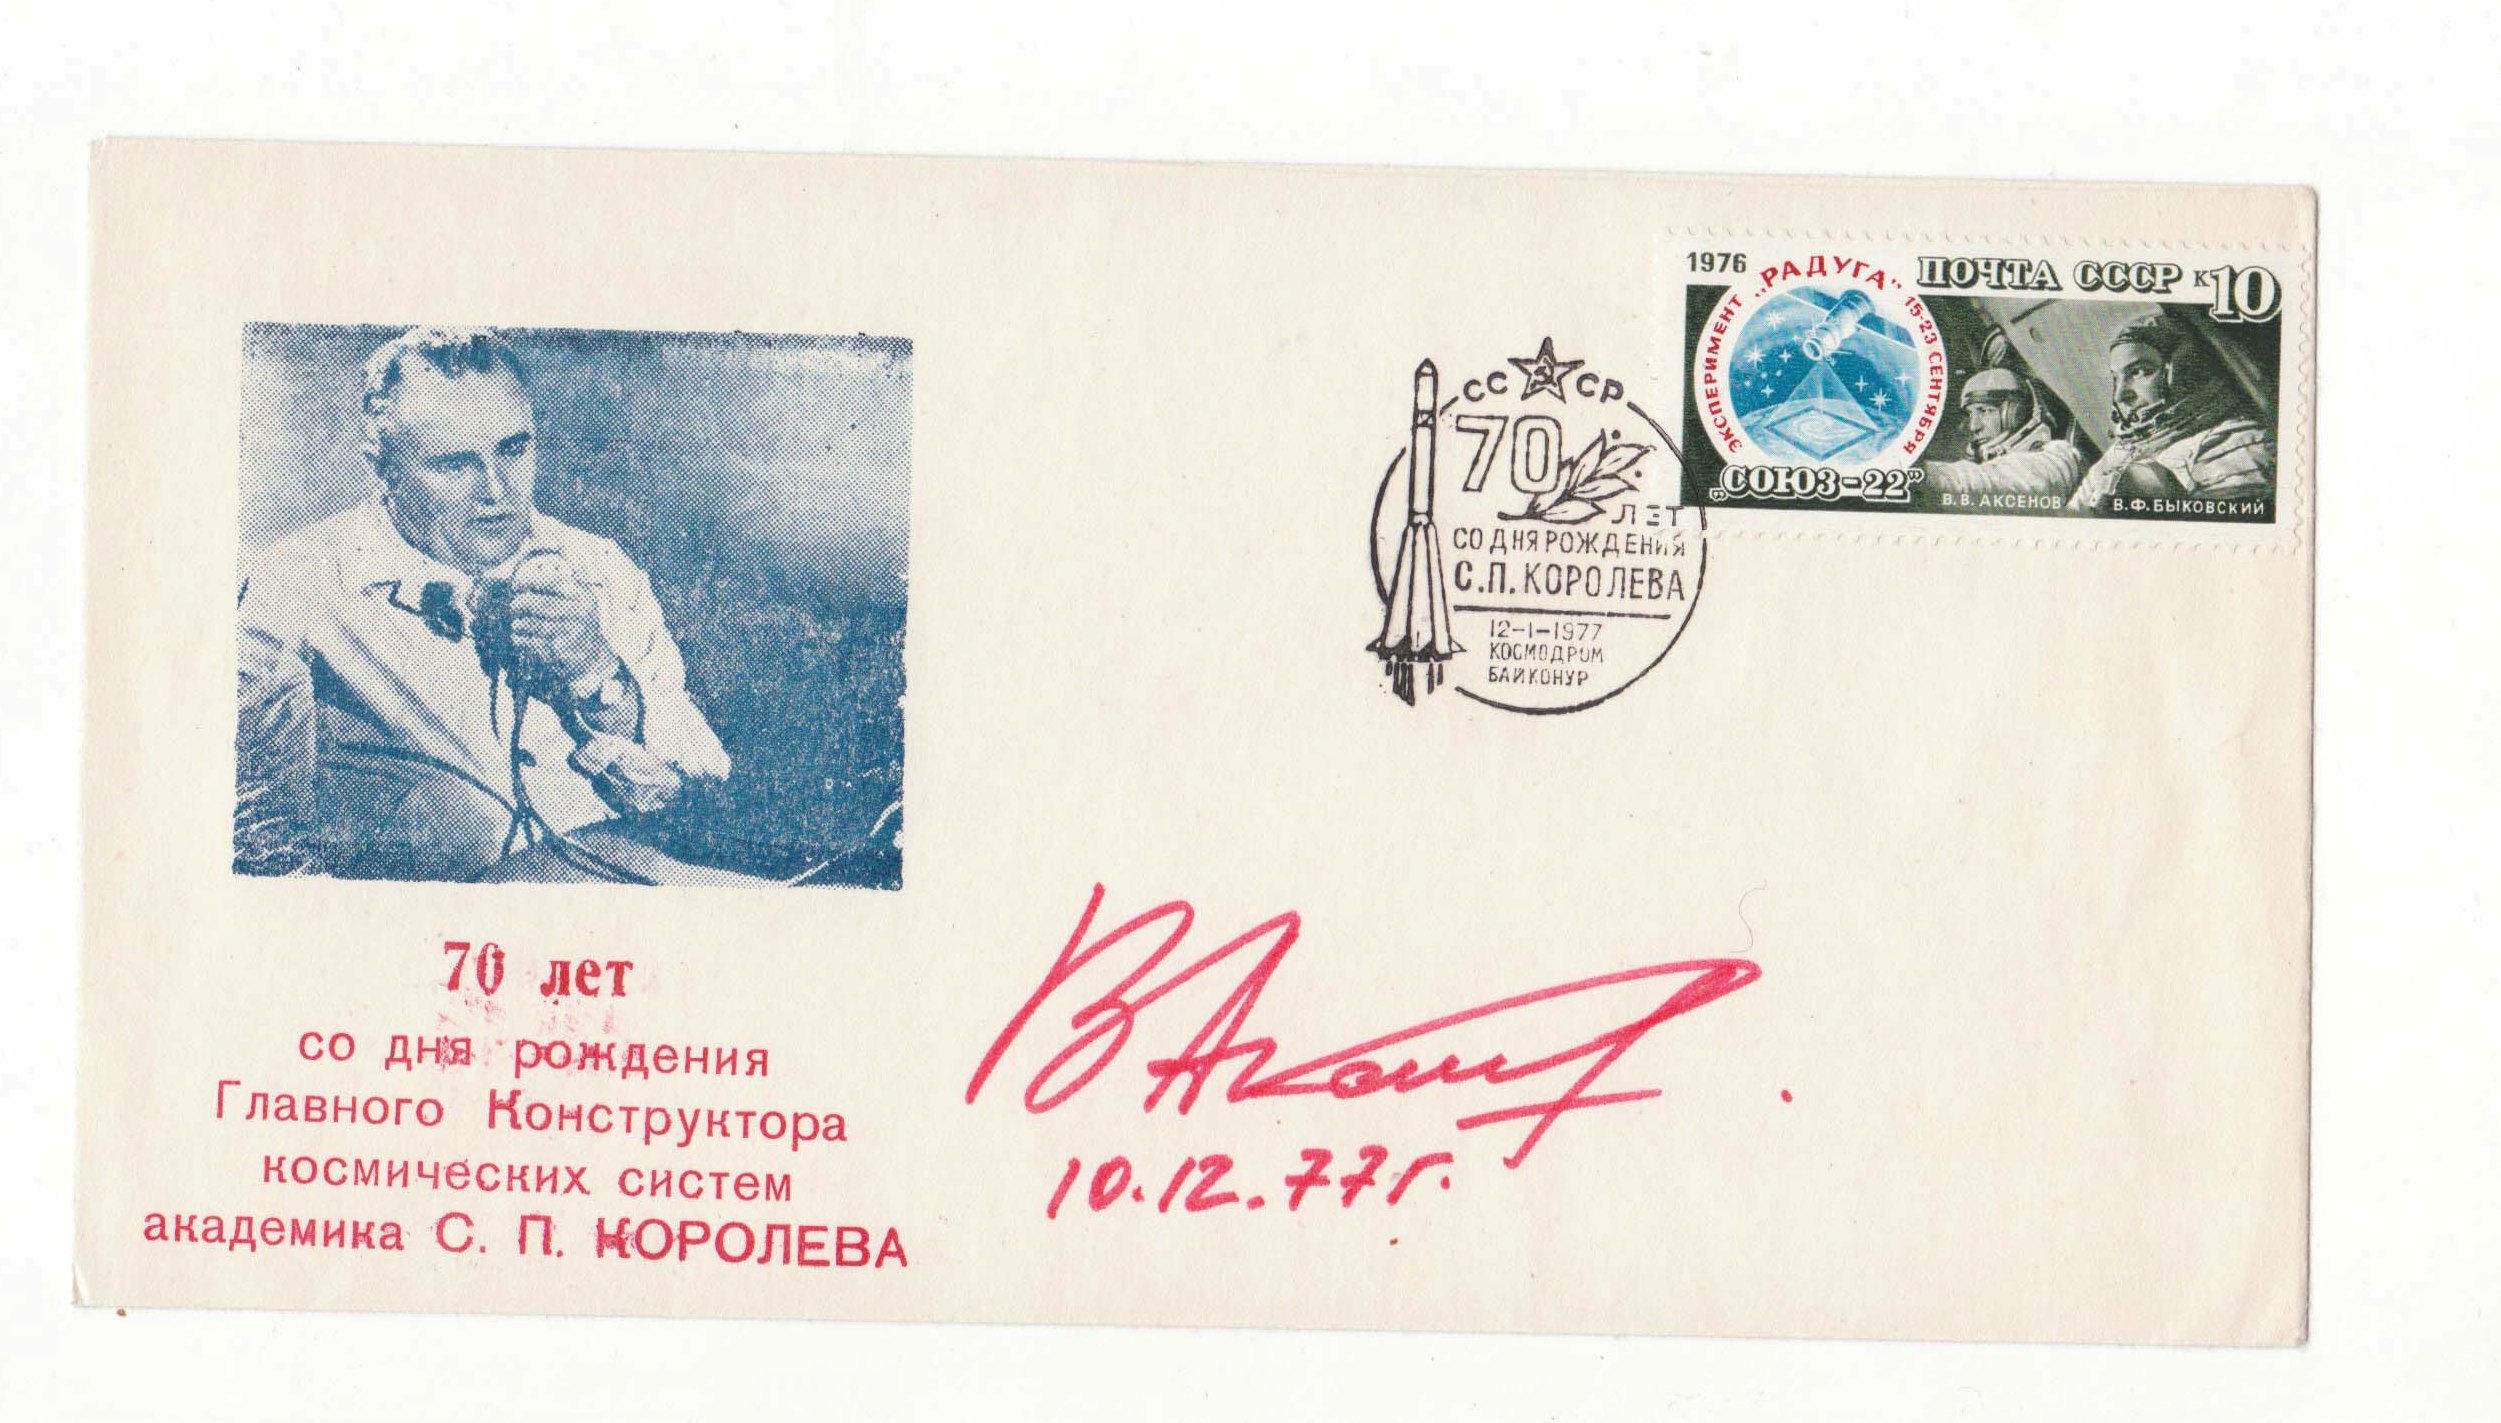 1976
ЭКСПЕРИМЕНТ „РАДУГА" 15-23 СЕНТЯБРЯ
ПОЧТА СССР к10
„СОЮЗ-22"
В.В. АКСЕНОВ
В.Ф. БЫКОВСКИЙ
СССР
70
ЛЕТ
СО ДНЯ РОЖДЕНИЯ
С.П. КОРОЛЕВА
12-1-1977
КОСМОДРОМ
БАЙКОНУР
70 лет
со дня рождения
Главного Конструктора
космических систем
академика С. П. КОРОЛЕВА
10.12.77г.